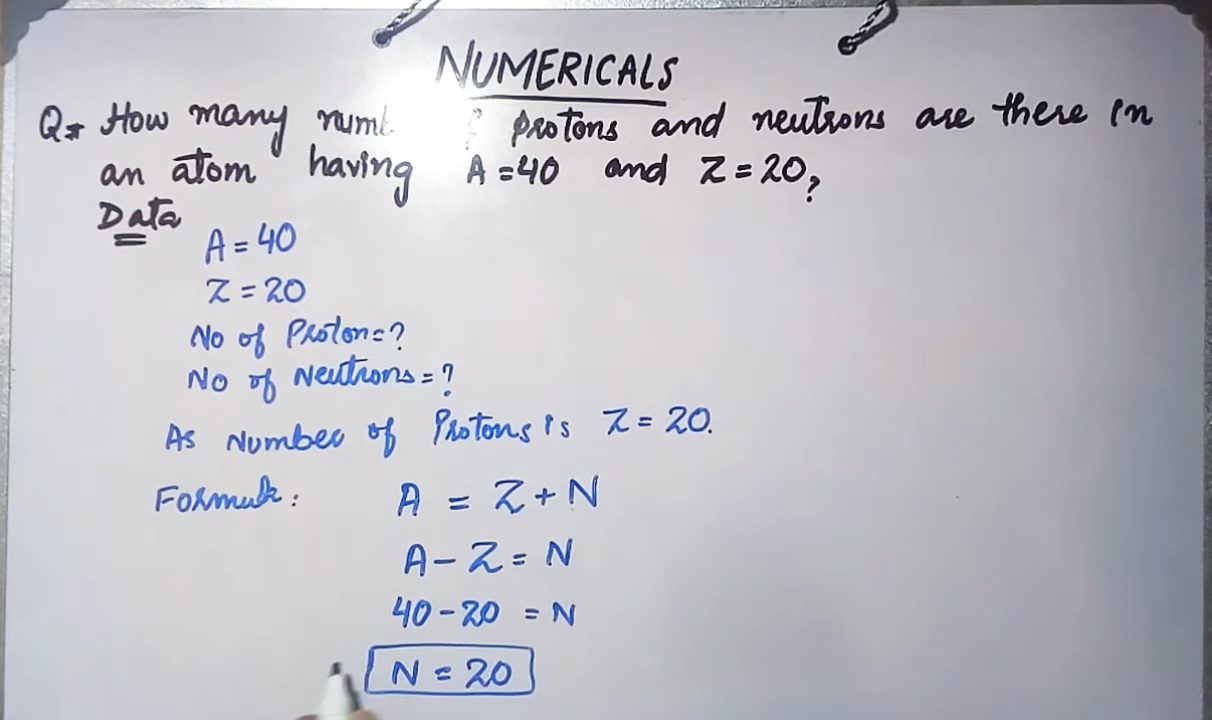 NUMERICALS
Q* How many protons and neutrons are there in
an atom having A = 40 and Z = 20?
Data
A = 40
Z = 20
No of Proton = ?
No of Neutrons = ?
As Number of Protons is Z = 20.
Formula:
A = Z + N
A - Z = N
40 - 20 = N
N = 20